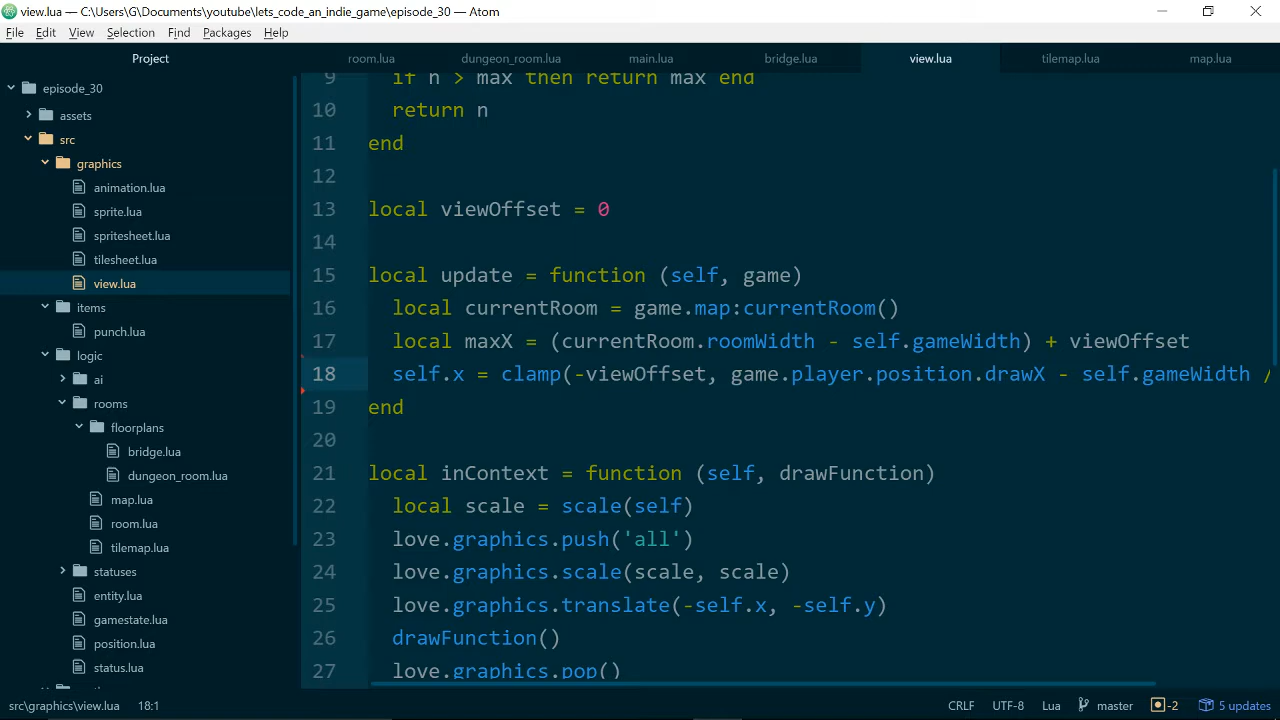 view.lua — C:\Users\G\Documents\youtube\lets_code_an_indie_game\episode_30 — Atom
File Edit View Selection Find Packages Help
Project
room.lua dungeon_room.lua main.lua bridge.lua view.lua tilemap.lua map.lua
episode_30
assets
src
graphics
animation.lua
sprite.lua
spritesheet.lua
tilesheet.lua
view.lua
items
punch.lua
logic
ai
rooms
floorplans
bridge.lua
dungeon_room.lua
map.lua
room.lua
tilemap.lua
statuses
entity.lua
gamestate.lua
position.lua
status.lua
9 if n > max then return max end
10 return n
11 end
12
13 local viewOffset = 0
14
15 local update = function (self, game)
16 local currentRoom = game.map:currentRoom()
17 local maxX = (currentRoom.roomWidth - self.gameWidth) + viewOffset
18 self.x = clamp(-viewOffset, game.player.position.drawX - self.gameWidth /
19 end
20
21 local inContext = function (self, drawFunction)
22 local scale = scale(self)
23 love.graphics.push('all')
24 love.graphics.scale(scale, scale)
25 love.graphics.translate(-self.x, -self.y)
26 drawFunction()
27 love.graphics.pop()
src\graphics\view.lua 18:1 CRLF UTF-8 Lua master -2 5 updates